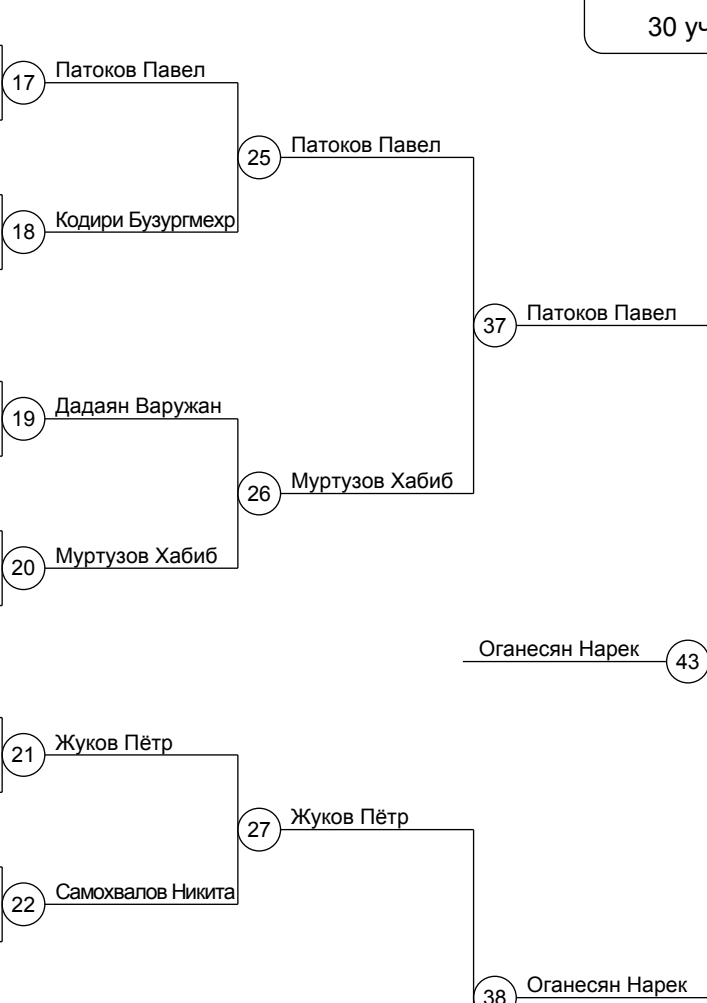 30 уч
17 Патоков Павел
25 Патоков Павел
18 Кодири Бузургмехр
37 Патоков Павел
19 Дадаян Варужан
26 Муртузов Хабиб
20 Муртузов Хабиб
Оганесян Нарек 43
21 Жуков Пётр
27 Жуков Пётр
22 Самохвалов Никита
38 Оганесян Нарек